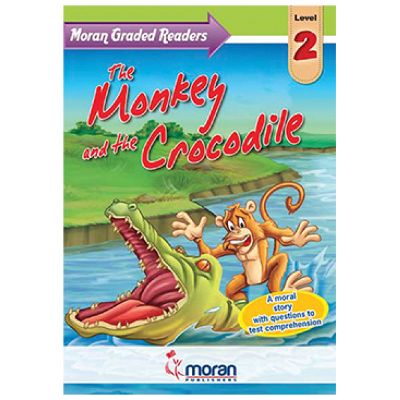 Moran Graded Readers
Level
2
The
Monkey
and the
Crocodile
A moral
story
with questions to
test comprehension
moran
PUBLISHERS